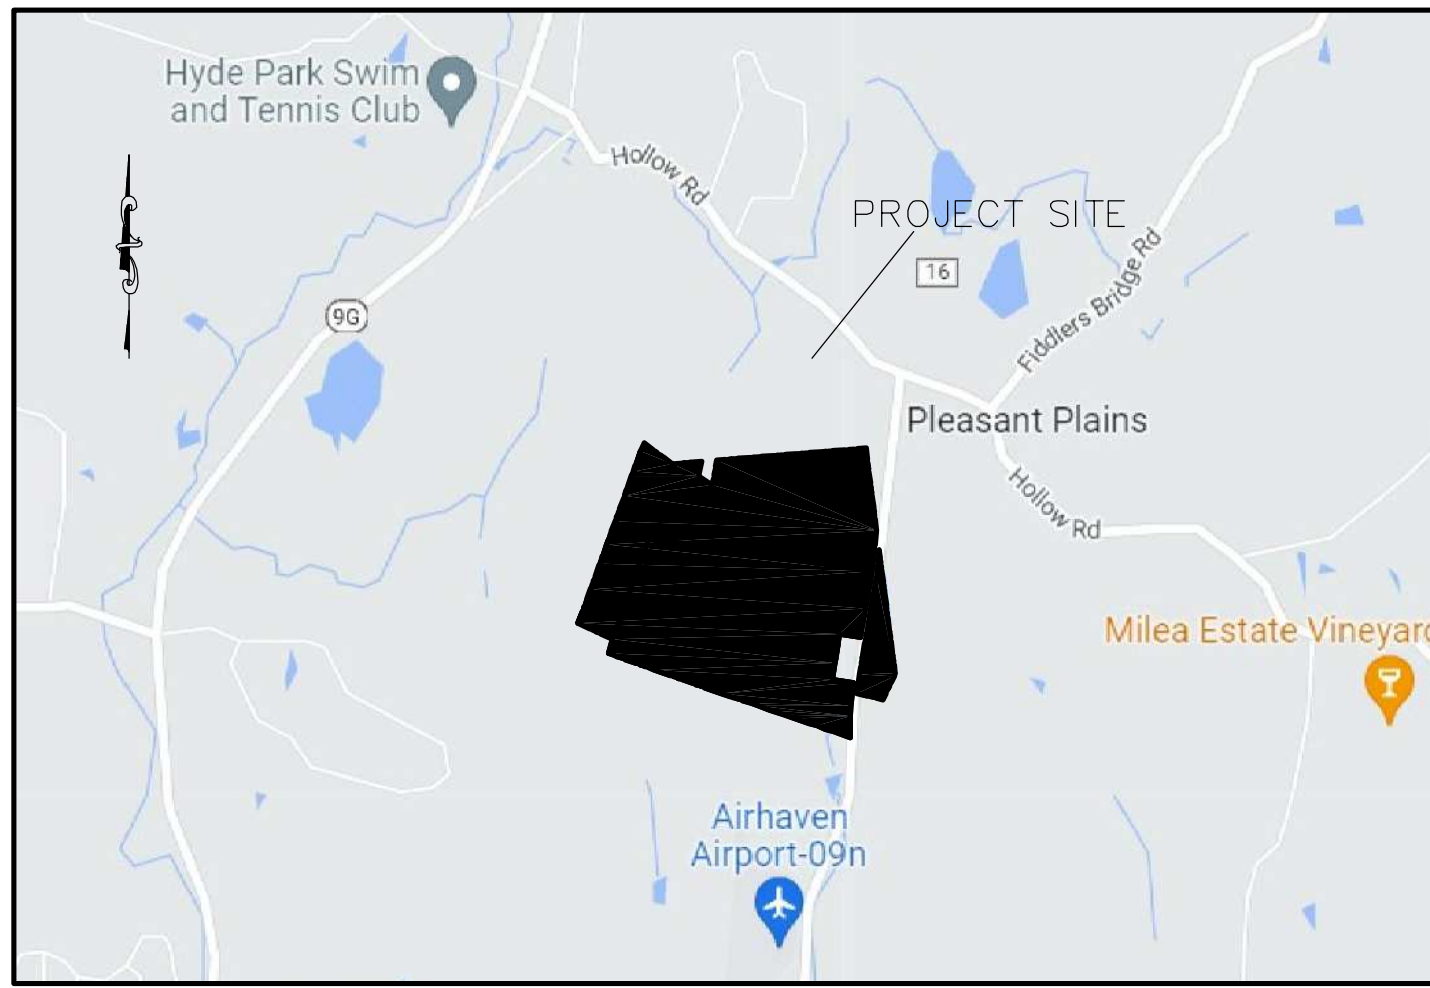 Hyde Park Swim
and Tennis Club
Hollow Rd
PROJECT SITE
16
Fiddlers Bridge Rd
9G
Pleasant Plains
Hollow Rd
Milea Estate Vineyard
Airhaven
Airport-09n